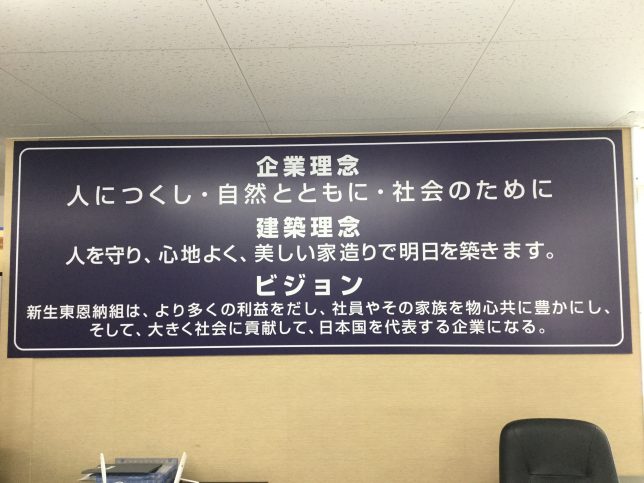 企業理念
人につくし・自然とともに・社会のために
建築理念
人を守り、心地よく、美しい家造りで明日を築きます。
ビジョン
新生東恩納組は、より多くの利益をだし、社員やその家族を物心共に豊かにし、
そして、大きく社会に貢献して、日本国を代表する企業になる。